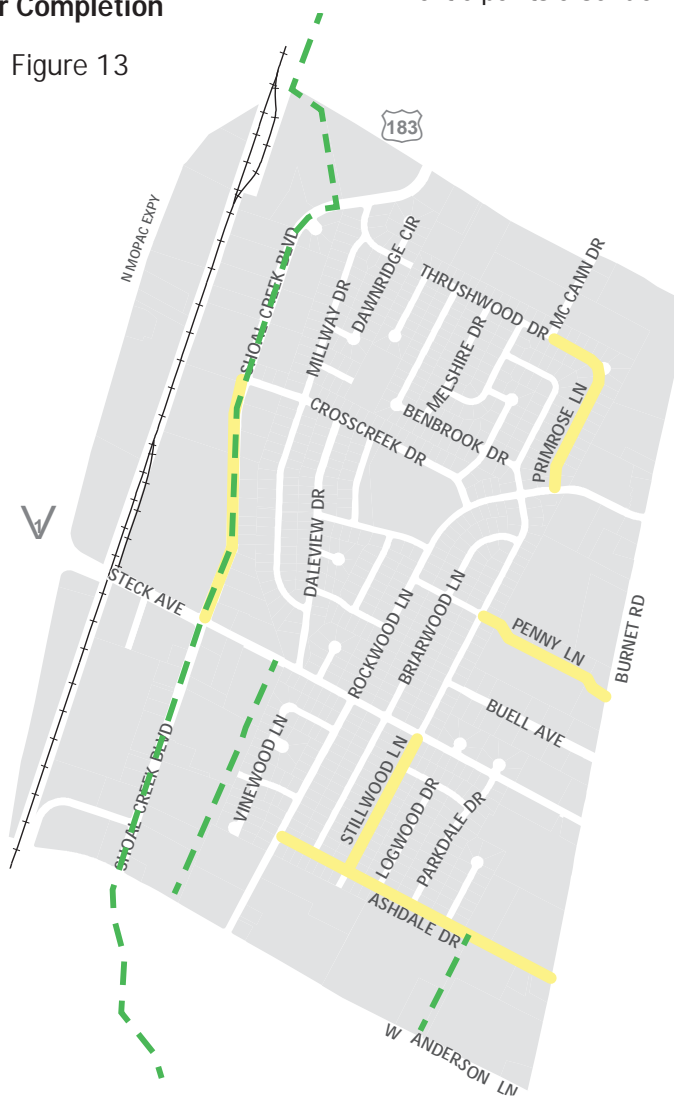 r Completion
Figure 13
183
N MOPAC EXPY
SHOAL CREEK BLVD
MILLWAY DR
DAWNRIDGE CIR
THRUSHWOOD DR
MC CANN DR
MELSHIRE DR
BENBROOK DR
PRIMROSE LN
CROSSCREEK DR
1
DALEVIEW DR
STECK AVE
ROCKWOOD LN
BRIARWOOD LN
PENNY LN
BURNET RD
BUELL AVE
SHOAL CREEK BLVD
VINEWOOD LN
STILLWOOD LN
LOGWOOD DR
PARKDALE DR
ASHDALE DR
W ANDERSON LN